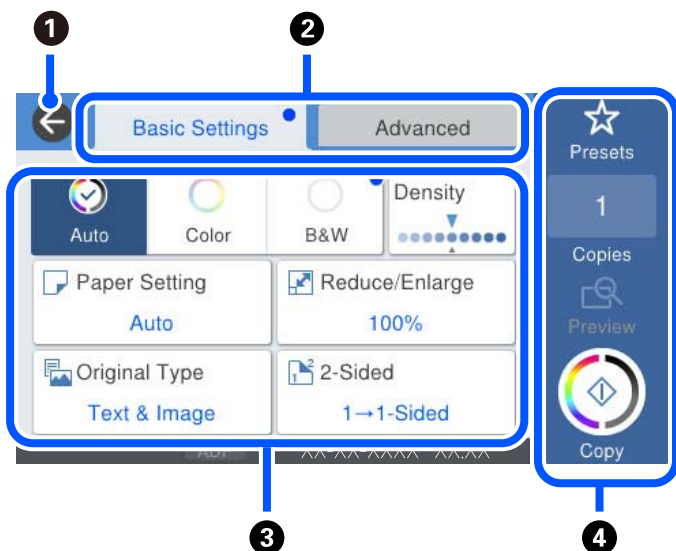 1 2
Basic Settings Advanced
Presets
1
Copies
Preview
Copy
Auto Color B&W Density
Paper Setting Reduce/Enlarge
Auto 100%
Original Type 2-Sided
Text & Image 1→1-Sided
3 4